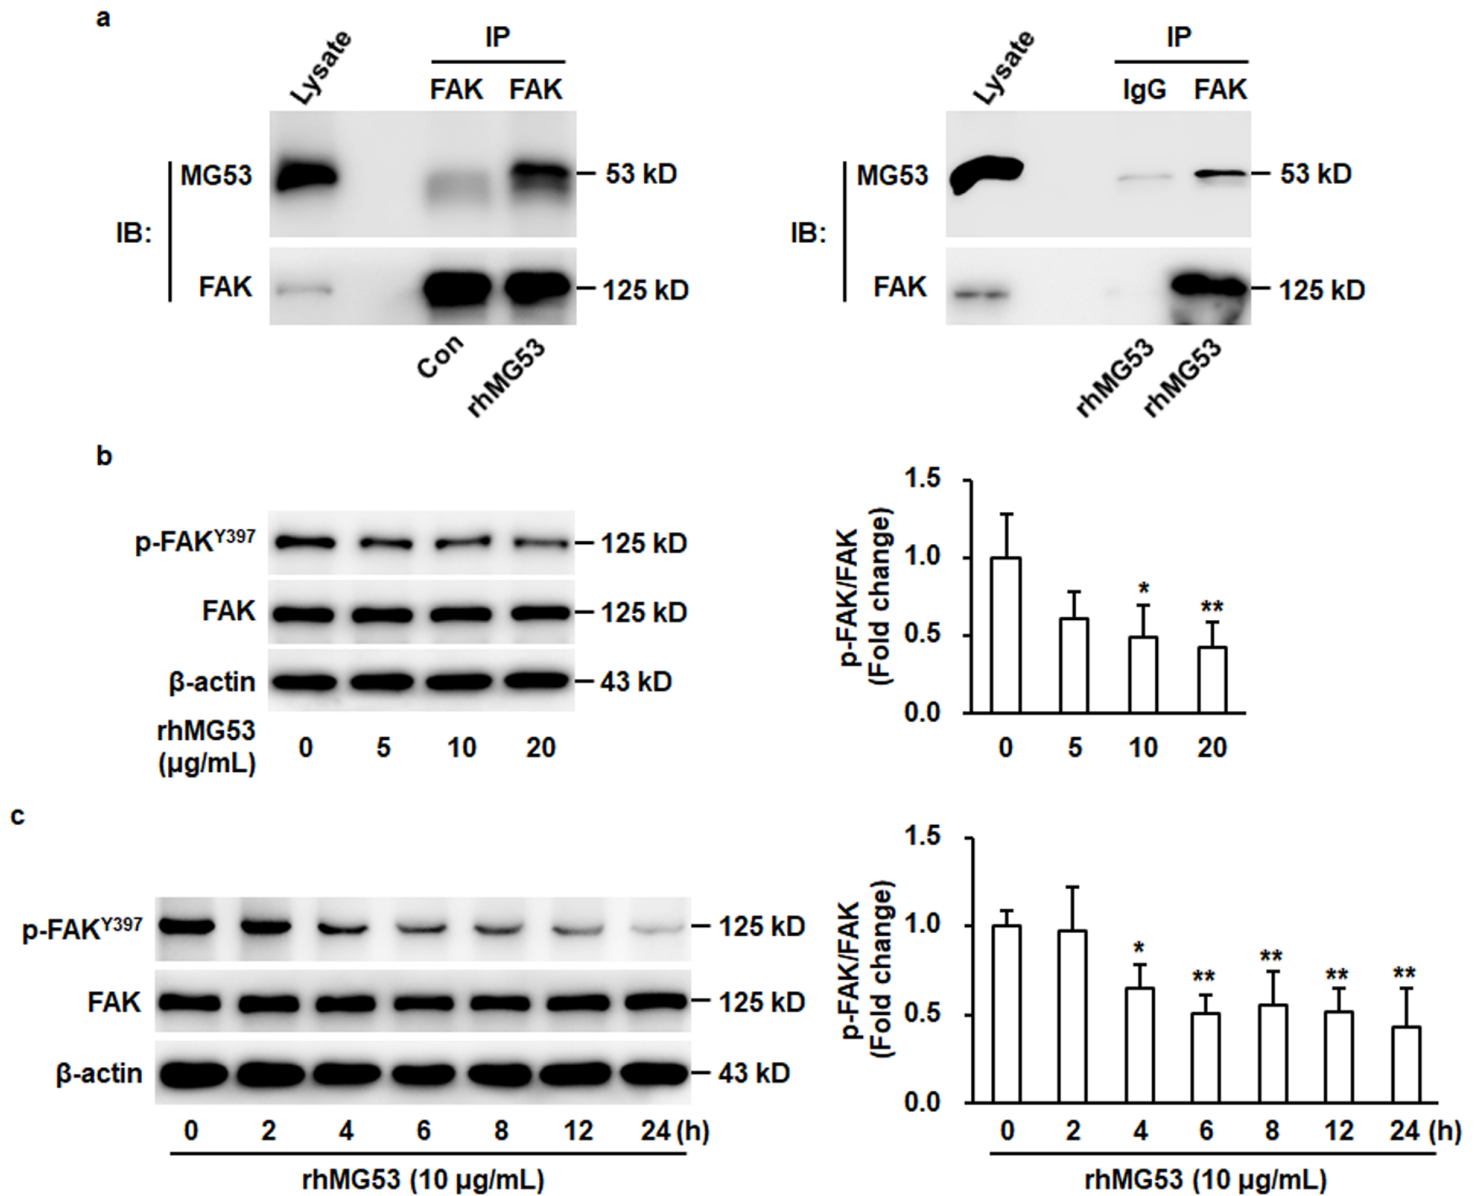 a
Lysate
IP
FAK FAK
IB:
MG53
53 kD
FAK
125 kD
Con
rhMG53
Lysate
IP
IgG FAK
IB:
MG53
53 kD
FAK
125 kD
rhMG53
rhMG53
b
p-FAKY397
125 kD
FAK
125 kD
β-actin
43 kD
rhMG53
(μg/mL)
0 5 10 20
p-FAK/FAK
(Fold change)
1.5
1.0
0.5
0.0
*
**
0 5 10 20
c
p-FAKY397
125 kD
FAK
125 kD
β-actin
43 kD
0 2 4 6 8 12 24 (h)
rhMG53 (10 μg/mL)
p-FAK/FAK
(Fold change)
1.5
1.0
0.5
0.0
* ** ** ** **
0 2 4 6 8 12 24 (h)
rhMG53 (10 μg/mL)